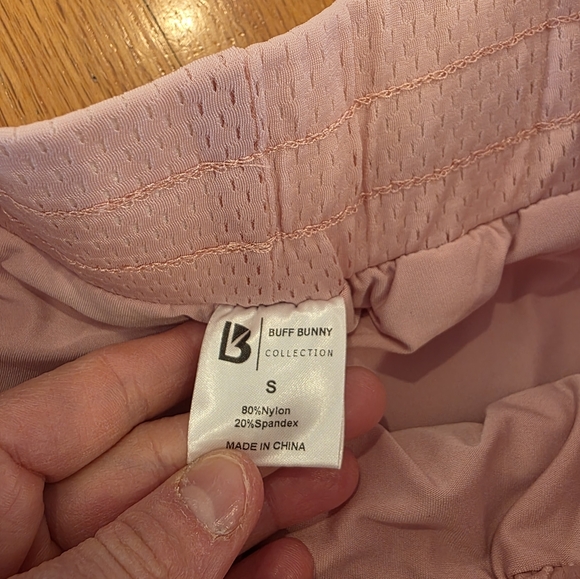 B
BUFF BUNNY
COLLECTION
S
80%Nylon
20%Spandex
MADE IN CHINA